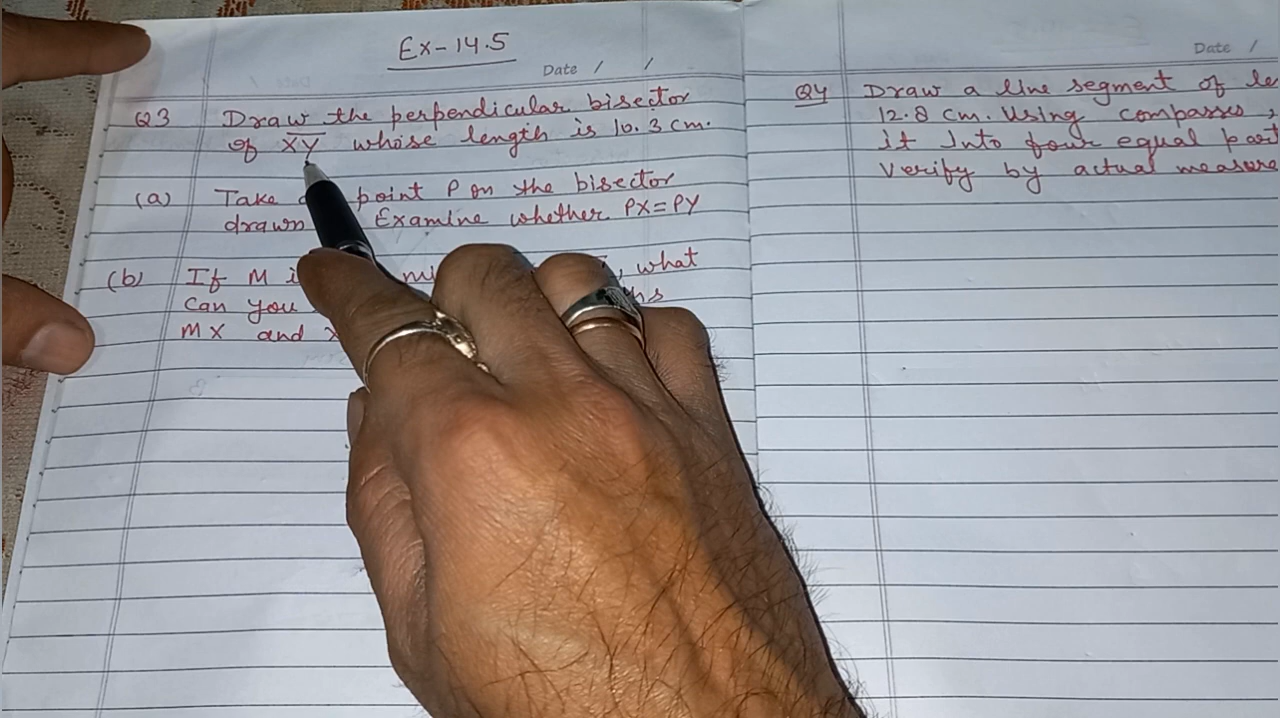 Ex-14.5
Date / /
Q3 Draw the perpendicular bisector
of XY whose length is 10.3 cm.
(a) Take point P on the bisector
drawn Examine whether PX=PY
(b) If M what
Can you
MX and
Date /
Q4 Draw a line segment of
12.8 cm. Using compasses,
it Into four equal
Verify by actual